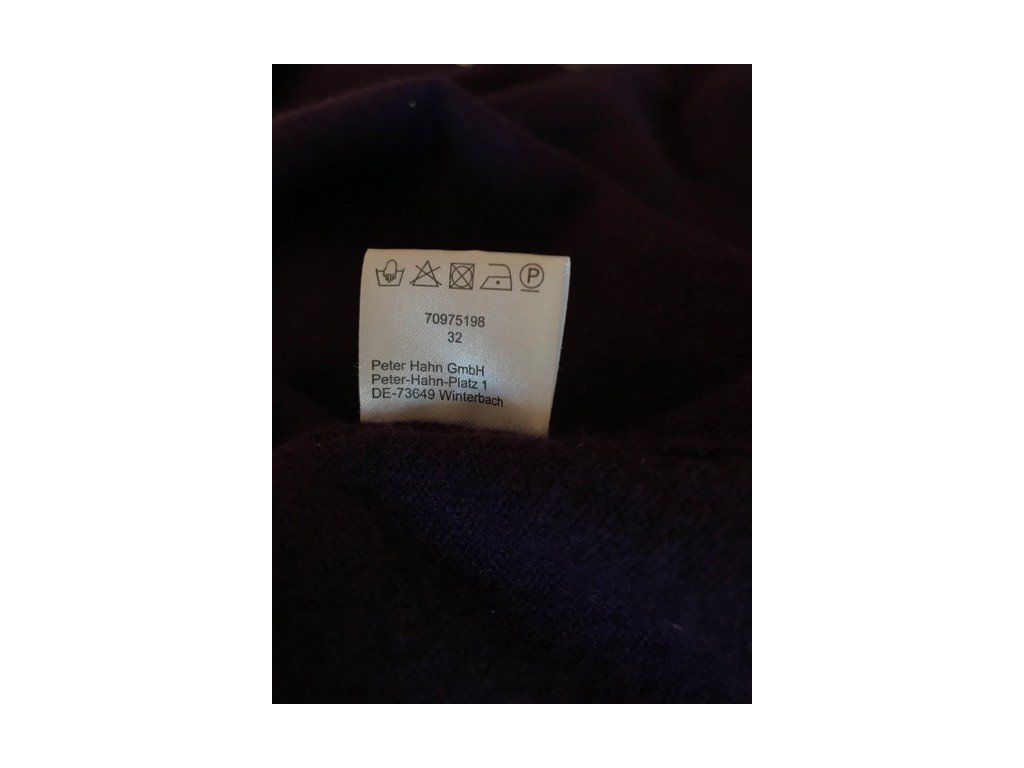 P
70975198
32
Peter Hahn GmbH
Peter-Hahn-Platz 1
DE-73649 Winterbach